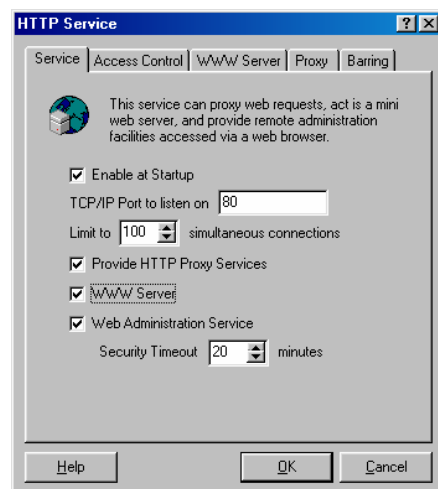 HTTP Service
Service Access Control WWW Server Proxy Barring
This service can proxy web requests, act is a mini
web server, and provide remote administration
facilities accessed via a web browser.
Enable at Startup
TCP/IP Port to listen on 80
Limit to 100 simultaneous connections
Provide HTTP Proxy Services
WWW Server
Web Administration Service
Security Timeout 20 minutes
Help OK Cancel